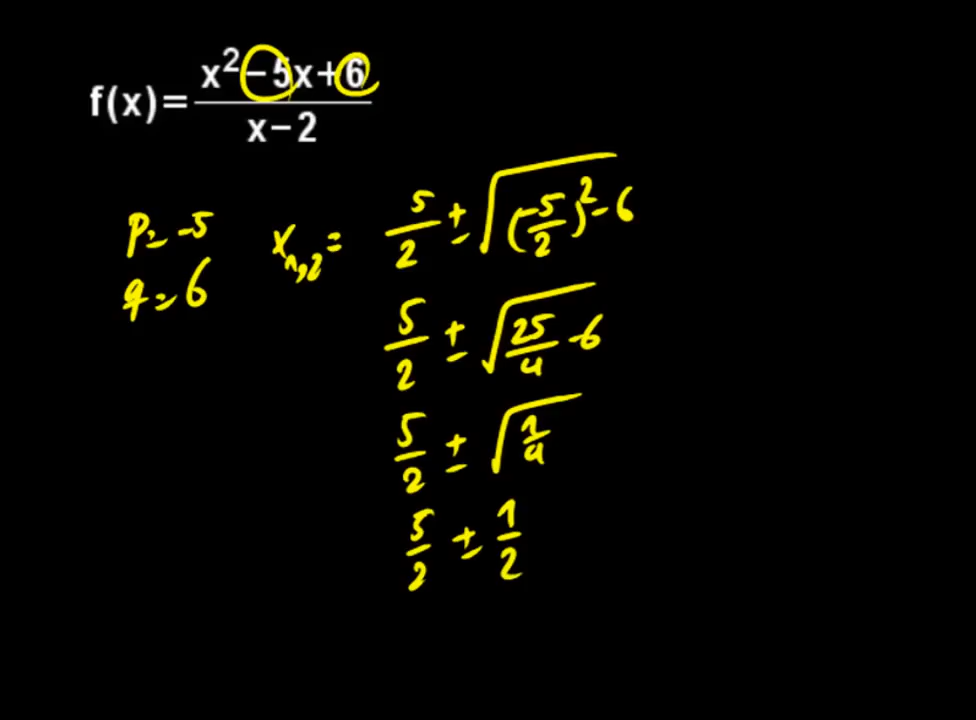 f(x)= (x²-5x+6)/(x-2)
p=-5 x₁,₂= 5/2 ± √((-5/2)²-6)
q=6
5/2 ± √(25/4 -6)
5/2 ± √(1/4)
5/2 ± 1/2